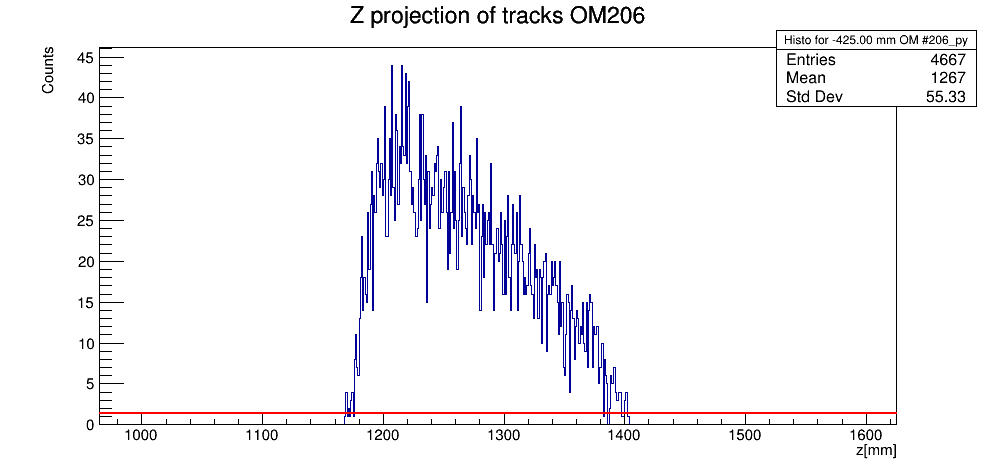 Z projection of tracks OM206
Histo for -425.00 mm OM #206_py
Entries 4667
Mean 1267
Std Dev 55.33
Counts
45
40
35
30
25
20
15
10
5
0
1000 1100 1200 1300 1400 1500 1600
z[mm]